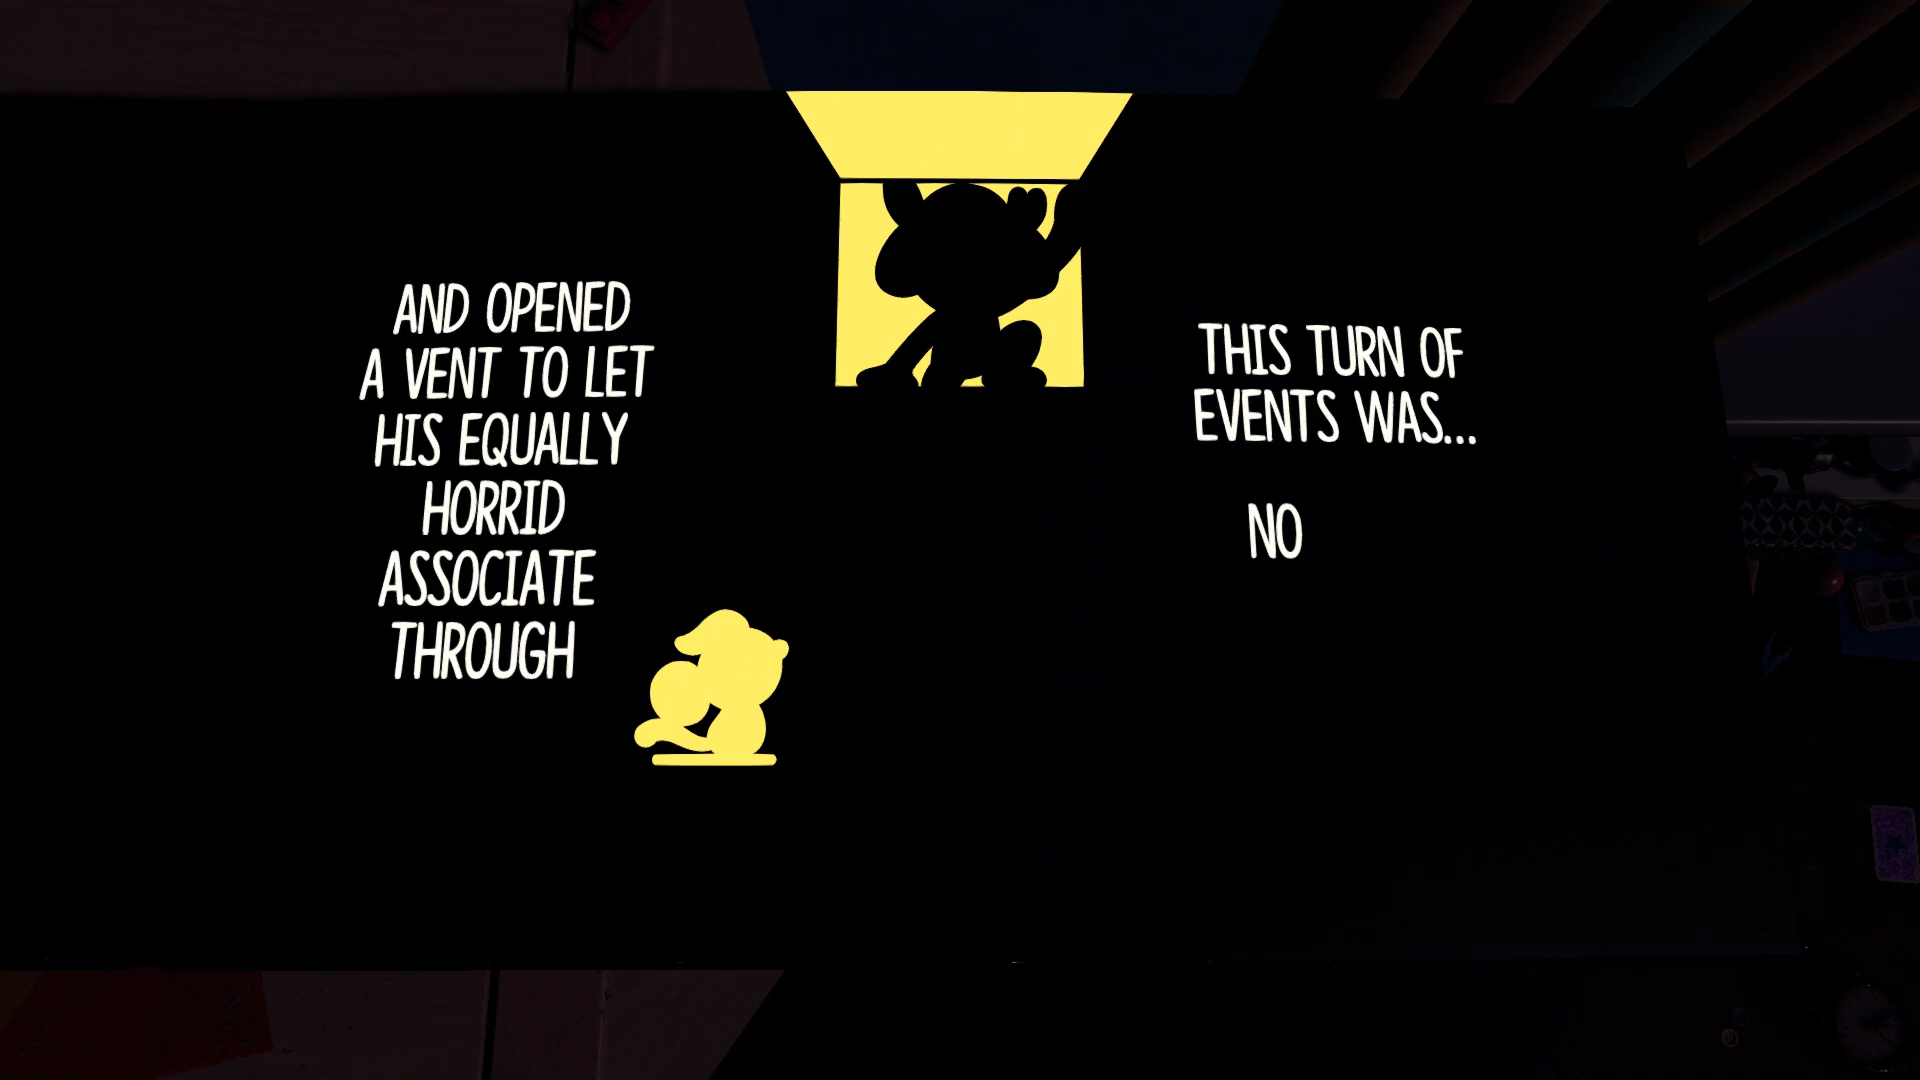 AND OPENED
A VENT TO LET
HIS EQUALLY
HORRID
ASSOCIATE
THROUGH
THIS TURN OF
EVENTS WAS...
NO